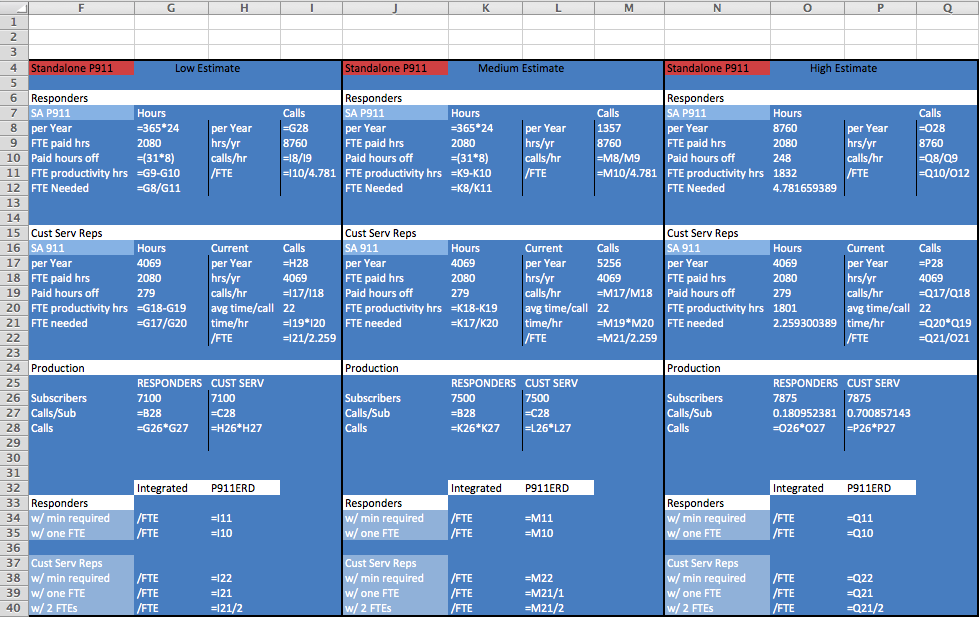 F G H I J K L M N O P Q
1
2
3
4 Standalone P911 Low Estimate Standalone P911 Medium Estimate Standalone P911 High Estimate
5
6 Responders Responders Responders
7 SA P911 Hours Calls SA P911 Hours Calls SA P911 Hours Calls
8 per Year =365*24 per Year =G28 per Year =365*24 per Year 1357 per Year 8760 per Year =O28
9 FTE paid hrs 2080 hrs/yr 8760 FTE paid hrs 2080 hrs/yr 8760 FTE paid hrs 2080 hrs/yr 8760
10 Paid hours off =(31*8) calls/hr =I8/I9 Paid hours off =(31*8) calls/hr =M8/M9 Paid hours off 248 calls/hr =Q8/Q9
11 FTE productivity hrs =G9-G10 /FTE =I10/4.781 FTE productivity hrs =K9-K10 /FTE =M10/4.781 FTE productivity hrs 1832 /FTE =Q10/O12
12 FTE Needed =G8/G11 FTE Needed =K8/K11 FTE Needed 4.781659389
13
14
15 Cust Serv Reps Cust Serv Reps Cust Serv Reps
16 SA 911 Hours Current Calls SA 911 Hours Current Calls SA 911 Hours Current Calls
17 per Year 4069 per Year =H28 per Year 4069 per Year 5256 per Year 4069 per Year =P28
18 FTE paid hrs 2080 hrs/yr 4069 FTE paid hrs 2080 hrs/yr 4069 FTE paid hrs 2080 hrs/yr 4069
19 Paid hours off 279 calls/hr =I17/I18 Paid hours off 279 calls/hr =M17/M18 Paid hours off 279 calls/hr =Q17/Q18
20 FTE productivity hrs =G18-G19 avg time/call 22 FTE productivity hrs =K18-K19 avg time/call 22 FTE productivity hrs 1801 avg time/call 22
21 FTE needed =G17/G20 time/hr =I19*I20 FTE needed =K17/K20 time/hr =M19*M20 FTE needed 2.259300389 time/hr =Q20*Q19
22 /FTE =I21/2.259 /FTE =M21/2.259 /FTE =Q21/O21
23
24 Production Production Production
25 RESPONDERS CUST SERV RESPONDERS CUST SERV RESPONDERS CUST SERV
26 Subscribers 7100 7100 Subscribers 7500 7500 Subscribers 7875 7875
27 Calls/Sub =B28 =C28 Calls/Sub =B28 =C28 Calls/Sub 0.180952381 0.700857143
28 Calls =G26*G27 =H26*H27 Calls =K26*K27 =L26*L27 Calls =O26*O27 =P26*P27
29
30
31
32 Integrated P911ERD Integrated P911ERD Integrated P911ERD
33 Responders Responders Responders
34 w/ min required /FTE =I11 w/ min required /FTE =M11 w/ min required /FTE =Q11
35 w/ one FTE /FTE =I10 w/ one FTE /FTE =M10 w/ one FTE /FTE =Q10
36
37 Cust Serv Reps Cust Serv Reps Cust Serv Reps
38 w/ min required /FTE =I22 w/ min required /FTE =M22 w/ min required /FTE =Q22
39 w/ one FTE /FTE =I21 w/ one FTE /FTE =M21/1 w/ one FTE /FTE =Q21
40 w/ 2 FTEs /FTE =I21/2 w/ 2 FTEs /FTE =M21/2 w/ 2 FTEs /FTE =Q21/2